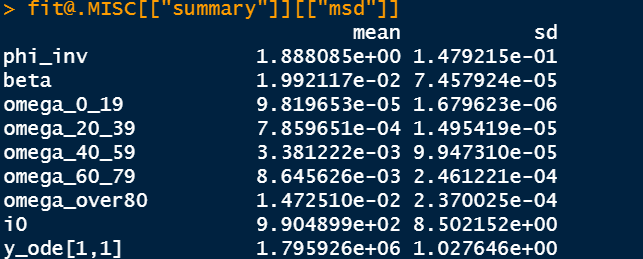 > fit@.MISC[["summary"]][["msd"]]
mean sd
phi_inv 1.888085e+00 1.479215e-01
beta 1.992117e-02 7.457924e-05
omega_0_19 9.819653e-05 1.679623e-06
omega_20_39 7.859651e-04 1.495419e-05
omega_40_59 3.381222e-03 9.947310e-05
omega_60_79 8.645626e-03 2.461221e-04
omega_over80 1.472510e-02 2.370025e-04
i0 9.904899e+02 8.502152e+00
y_ode[1,1] 1.795926e+06 1.027646e+00